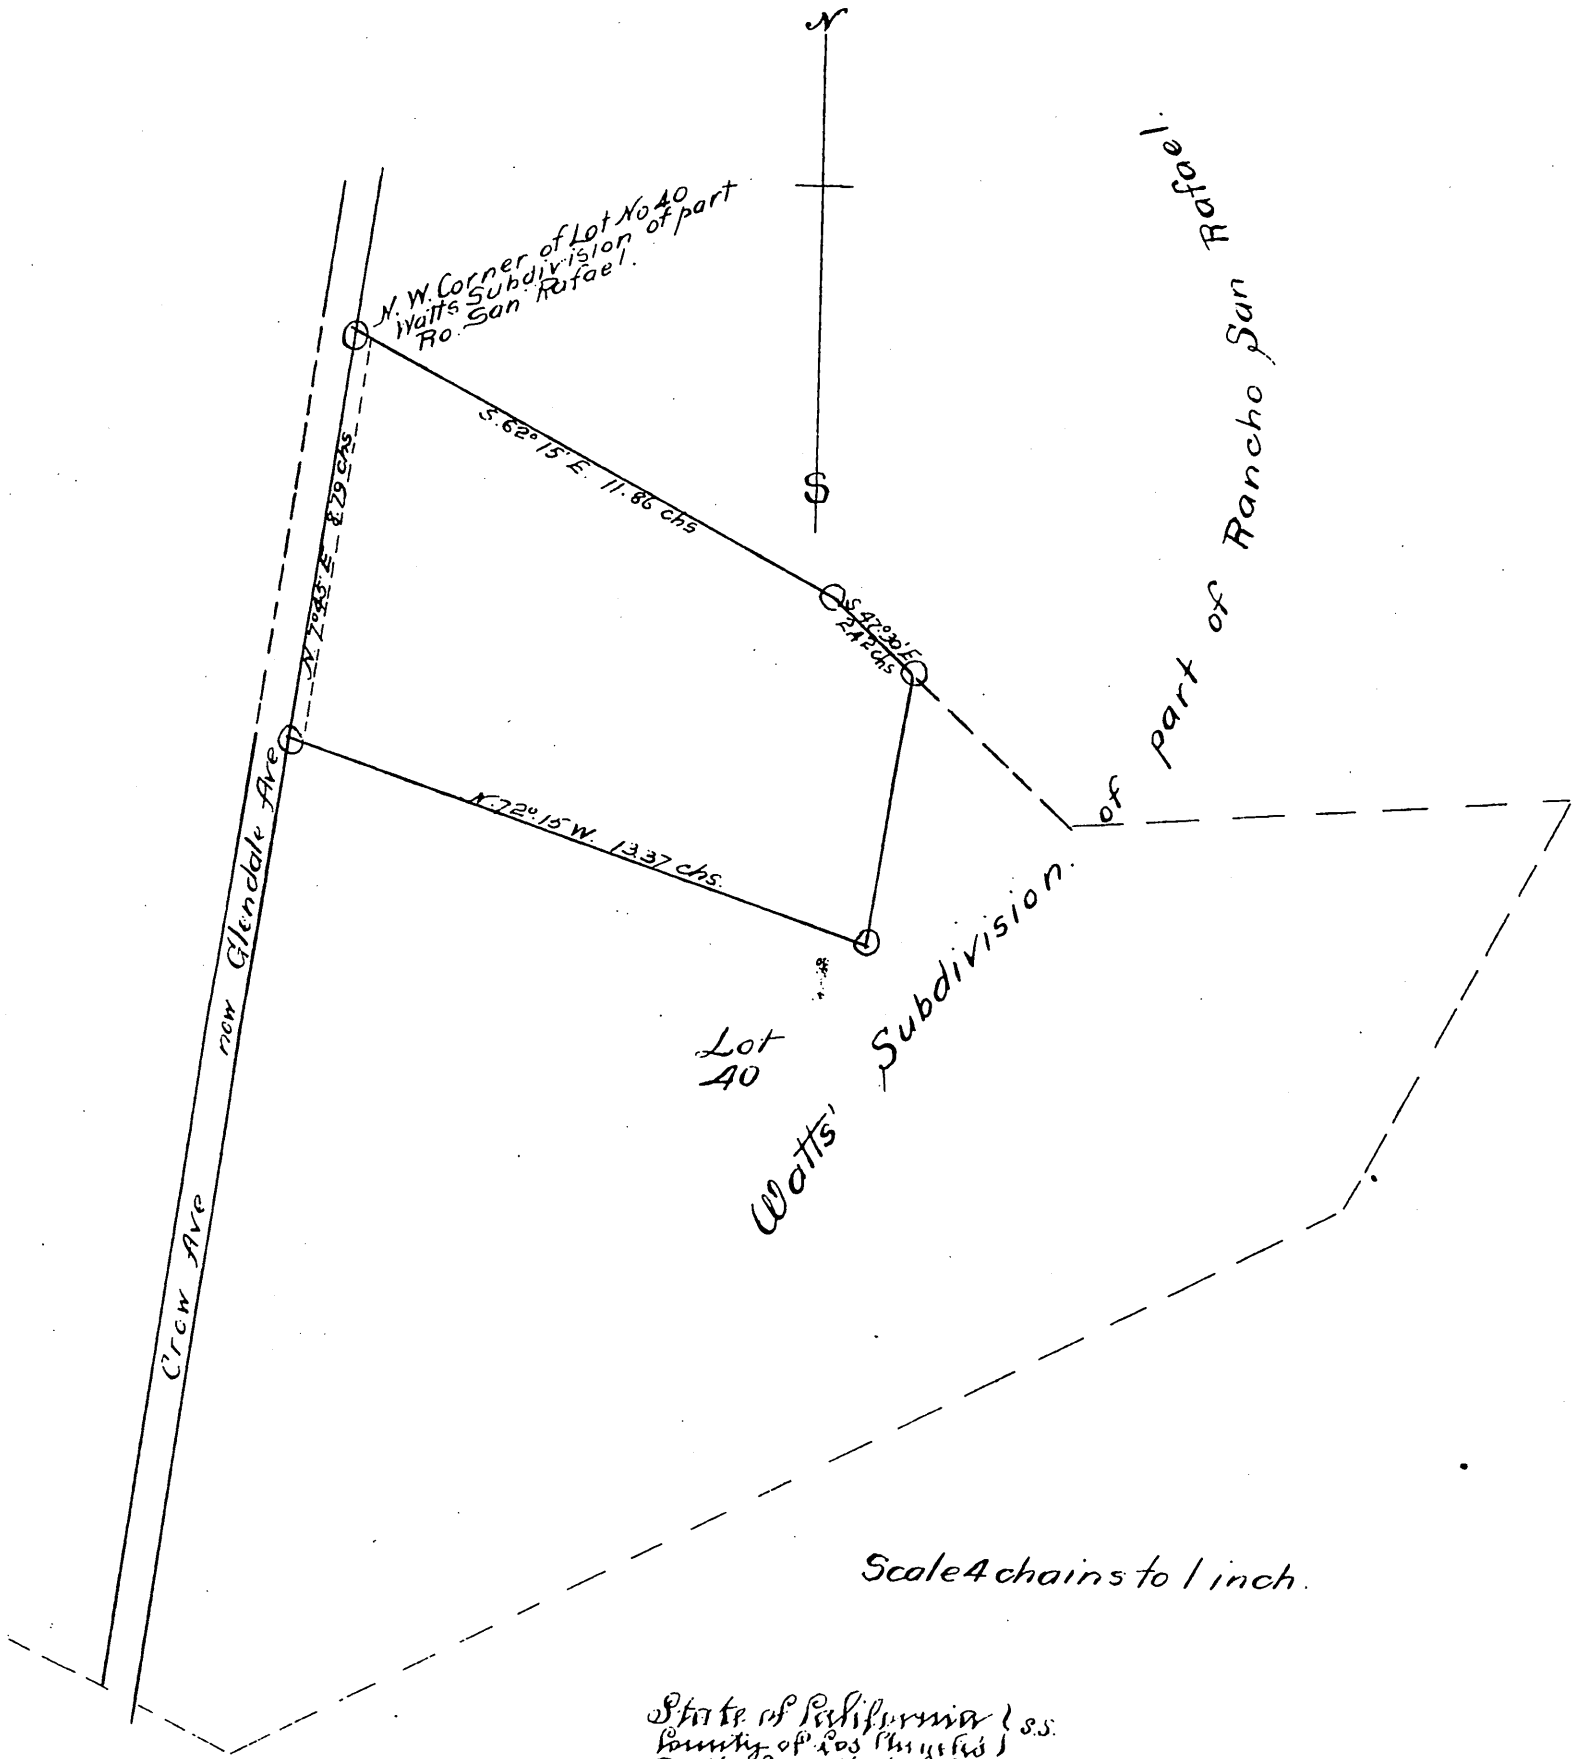 N
N. W. Corner of Lot No 40
Watts Subdivision of part
Ro. San Rafael.
S
S. 62° 15' E. 11.86 chs
N. 7° 45' E 8.79 chs
S 47° 30' E
2.42 chs
N. 72° 15 W. 13.37 chs.
Crow Ave now Glendale Ave
Lot
40
Watts' Subdivision. of part of Rancho San Rafael.
Scale 4 chains to 1 inch.
State of California } s.s.
County of Los Angeles }